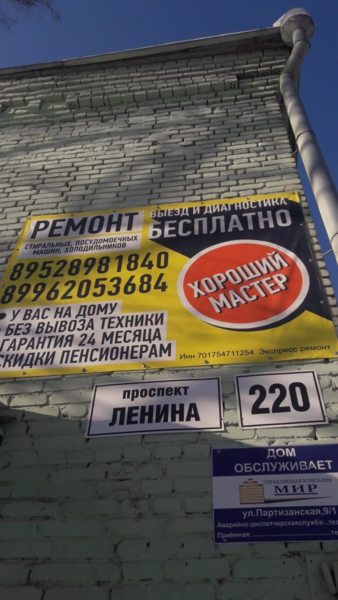 РЕМОНТ
СТИРАЛЬНЫХ, ПОСУДОМОЕЧНЫХ
МАШИН, ХОЛОДИЛЬНИКОВ
ВЫЕЗД И ДИАГНОСТИКА
БЕСПЛАТНО
89528981840
89962053684
ХОРОШИЙ
МАСТЕР
У ВАС НА ДОМУ
БЕЗ ВЫВОЗА ТЕХНИКИ
ГАРАНТИЯ 24 МЕСЯЦА
СКИДКИ ПЕНСИОНЕРАМ
Инн 701754711254 Экспресс ремонт
проспект
ЛЕНИНА
220
ДОМ
ОБСЛУЖИВАЕТ
УПРАВЛЯЮЩАЯ КОМПАНИЯ
МИР
ул.Партизанская,9/1
Аварийно-диспетчерская служба: тел
Приёмная: те